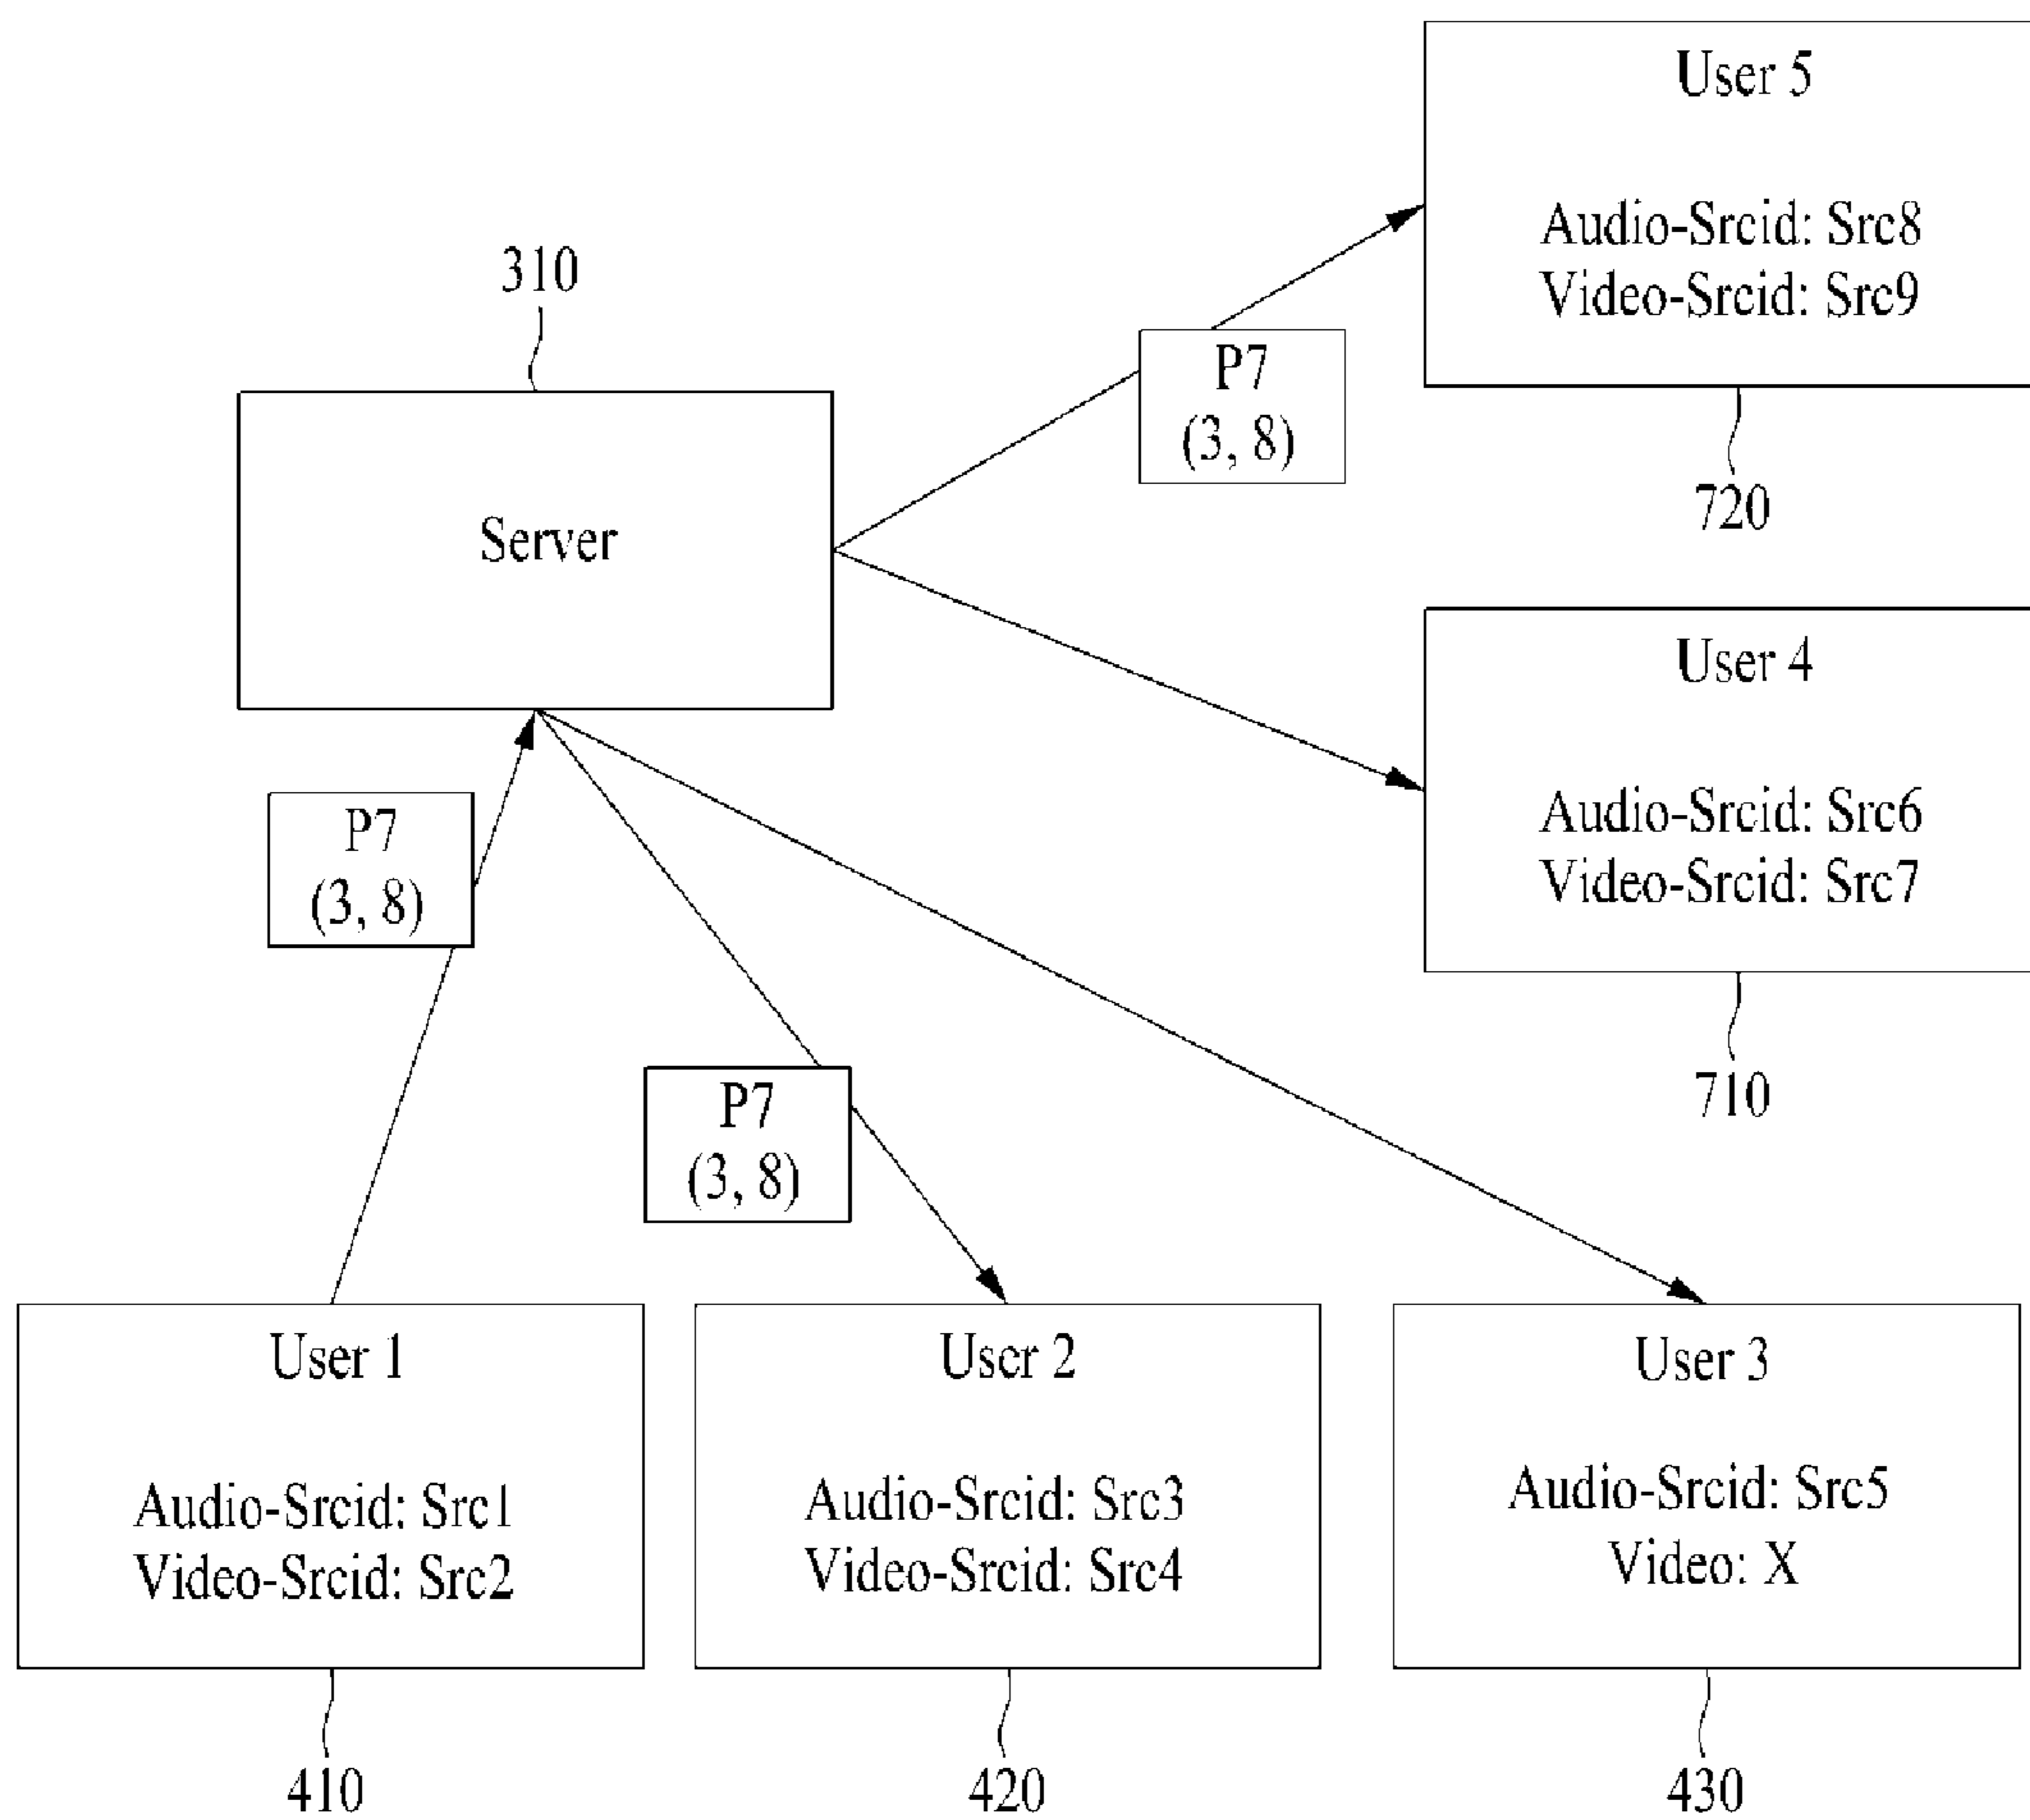 User 5
Audio-Srcid: Src8
Video-Srcid: Src9
310
P7
(3, 8)
Server
720
User 4
Audio-Srcid: Src6
Video-Srcid: Src7
P7
(3, 8)
710
P7
(3, 8)
User 1
Audio-Srcid: Src1
Video-Srcid: Src2
User 2
Audio-Srcid: Src3
Video-Srcid: Src4
User 3
Audio-Srcid: Src5
Video: X
410
420
430